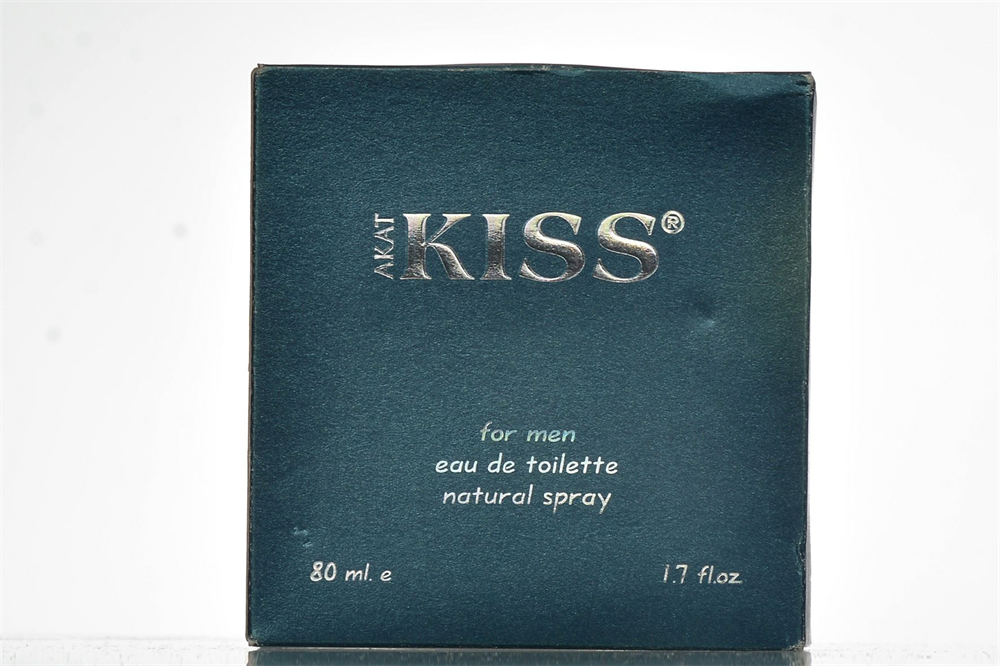 AKAT KISS®
for men
eau de toilette
natural spray
80 ml. e 1.7 fl.oz